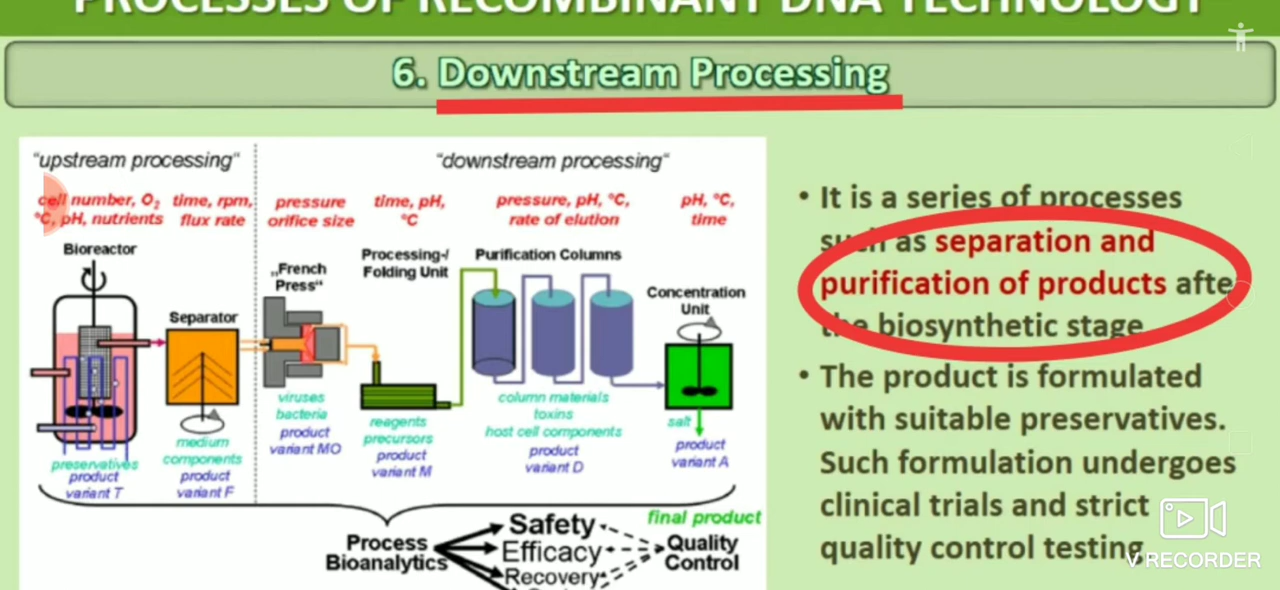 PROCESSES OF RECOMBINANT DNA TECHNOLOGY
6. Downstream Processing
"upstream processing"
"downstream processing"
cell number, O2
°C, pH, nutrients
time, rpm,
flux rate
pressure
orifice size
time, pH,
°C
pressure, pH, °C,
rate of elution
pH, °C,
time
Bioreactor
Separator
„French
Press"
Processing-/
Folding Unit
Purification Columns
Concentration
Unit
preservatives
product
variant T
medium
components
product
variant F
viruses
bacteria
product
variant MO
reagents
precursors
product
variant M
column materials
toxins
host cell components
product
variant D
salt
product
variant A
final product
Process
Bioanalytics
Safety
Efficacy
Recovery
Quality
Control
• It is a series of processes
such as separation and
purification of products afte
the biosynthetic stage
• The product is formulated
with suitable preservatives.
Such formulation undergoes
clinical trials and strict
quality control testing.
V RECORDER